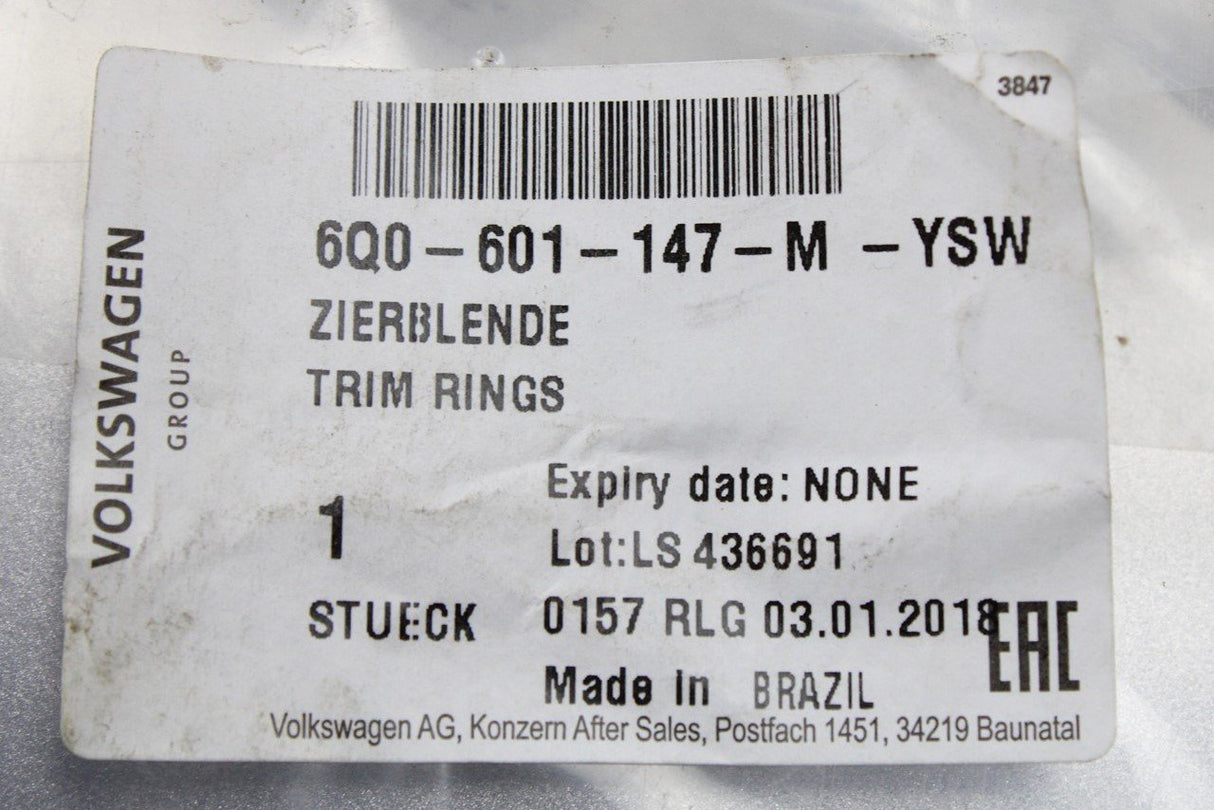 3847
6Q0-601-147-M -YSW
ZIERBLENDE
TRIM RINGS
VOLKSWAGEN
GROUP
Expiry date: NONE
1
Lot:LS 436691
STUECK 0157 RLG 03.01.2018
EAC
Made in BRAZIL
Volkswagen AG, Konzern After Sales, Postfach 1451, 34219 Baunatal